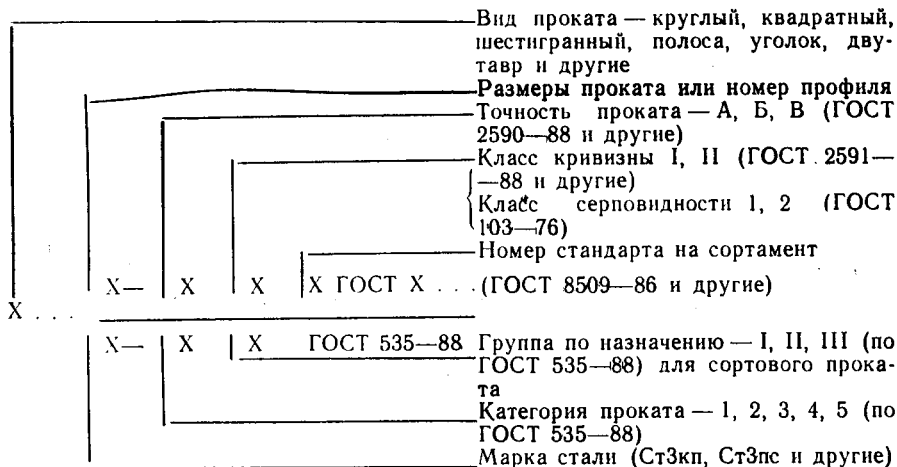 Вид проката — круглый, квадратный,
шестигранный, полоса, уголок, дву-
тавр и другие
Размеры проката или номер профиля
Точность проката — А, Б, В (ГОСТ
2590—88 и другие)
Класс кривизны I, II (ГОСТ 2591—
—88 и другие)
Класс серповидности 1, 2 (ГОСТ
103—76)
Номер стандарта на сортамент
X— X X X ГОСТ X . . . (ГОСТ 8509—86 и другие)
X . . .
X— X X ГОСТ 535—88 Группа по назначению — I, II, III (по
ГОСТ 535—88) для сортового прока-
та
Категория проката — 1, 2, 3, 4, 5 (по
ГОСТ 535—88)
Марка стали (Ст3кп, Ст3пс и другие)